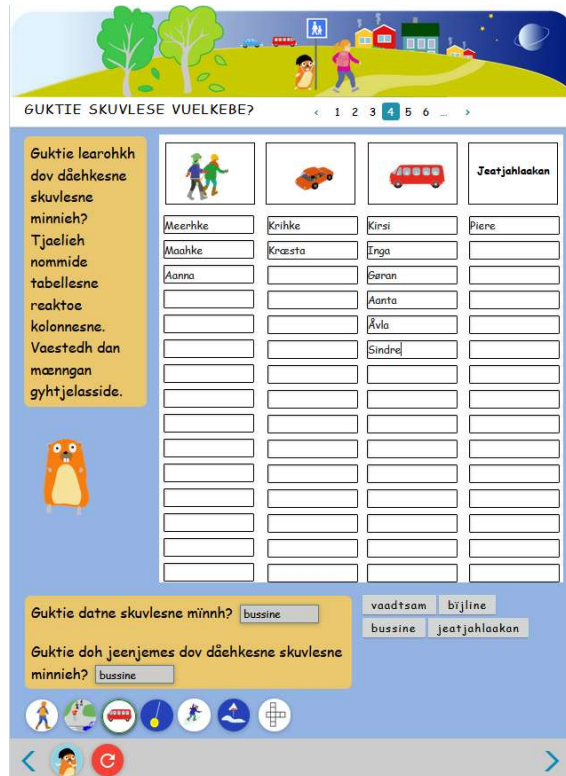 GUKTIE SKUVLESE VUELKEBE?
‹ 1 2 3 4 5 6 … ›
Guktie learohkh
dov dåehkesne
skuvlesne
minnieh?
Tjaelieh
nommide
tabellesne
reaktoe
kolonnesne.
Vaestedh dan
mænngan
gyhtjelasside.
Jeatjahlaakan
Meerhke Krihke Kirsi Piere
Maahke Kræsta Inga
Aanna Gøran
Aanta
Åvla
Sindre
Guktie datne skuvlesne mïnnh? bussine
Guktie doh jeenjemes dov dåehkesne skuvlesne
minnieh? bussine
vaadtsam bïjline
bussine jeatjahlaakan